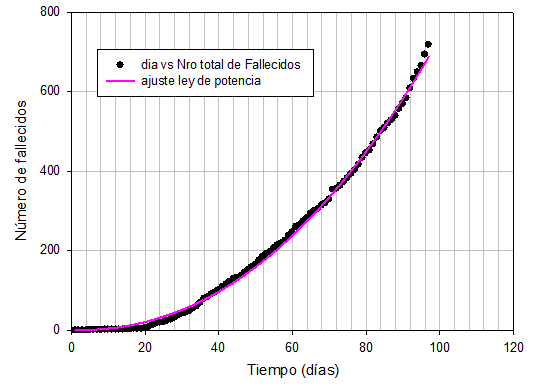 800
600
400
200
0
Número de fallecidos
dia vs Nro total de Fallecidos
ajuste ley de potencia
0 20 40 60 80 100 120
Tiempo (días)